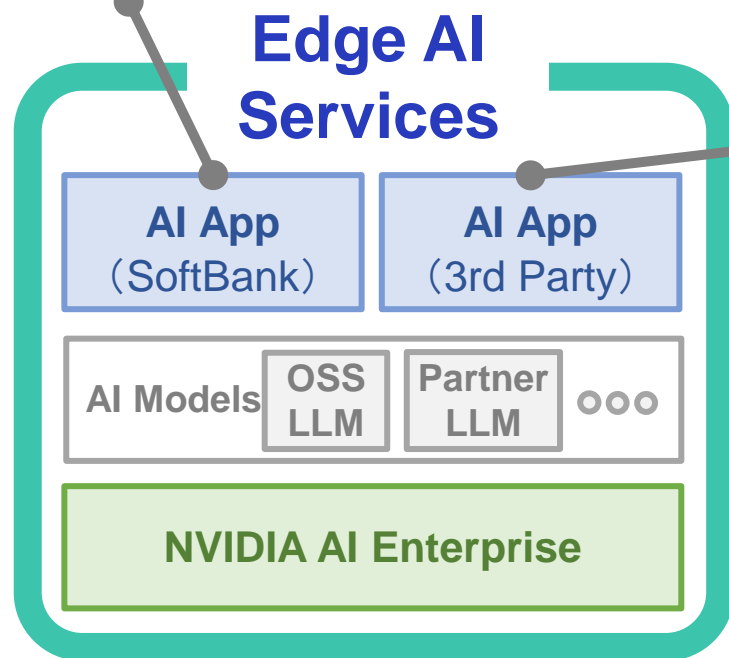 Edge AI
Services
AI App
（SoftBank）
AI App
（3rd Party）
AI Models
OSS
LLM
Partner
LLM
NVIDIA AI Enterprise